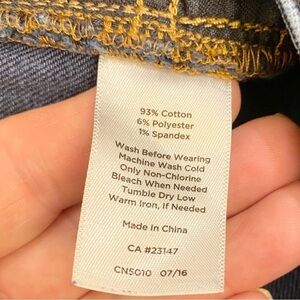 93% Cotton
6% Polyester
1% Spandex
Wash Before Wearing
Machine Wash Cold
Only Non-Chlorine
Bleach When Needed
Tumble Dry Low
Warm Iron, If Needed
Made in China
CA #23147
CN5010 07/16